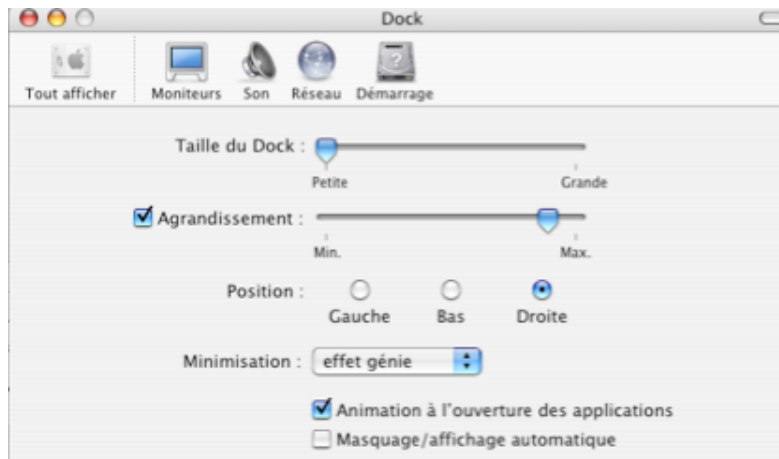 Dock
Tout afficher Moniteurs Son Réseau Démarrage
Taille du Dock :
Petite Grande
Agrandissement :
Min. Max.
Position :
Gauche Bas Droite
Minimisation : effet génie
Animation à l'ouverture des applications
Masquage/affichage automatique